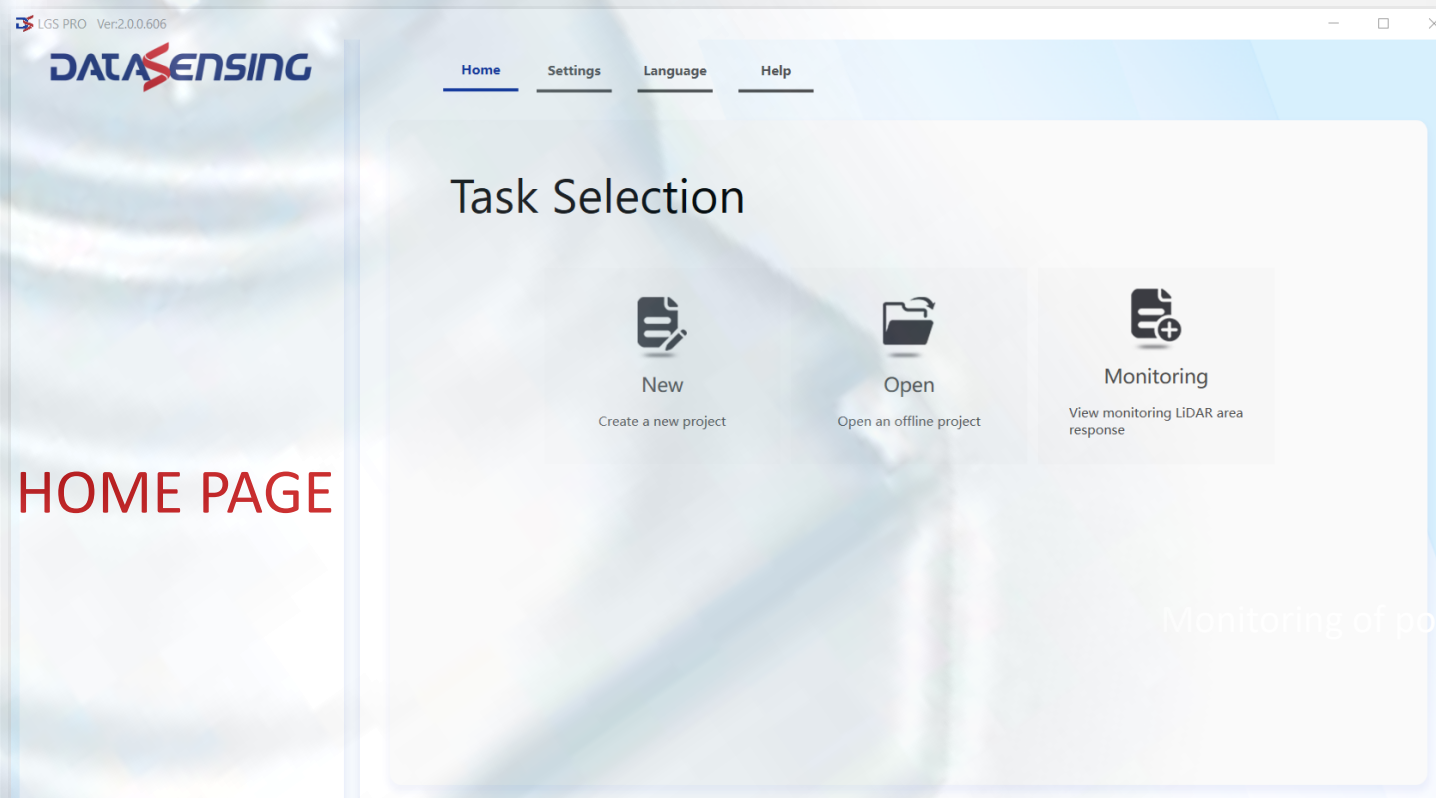 LGS PRO Ver:2.0.0.606
DATASENSING
Home Settings Language Help
Task Selection
New
Create a new project
Open
Open an offline project
Monitoring
View monitoring LiDAR area
response
HOME PAGE
Monitoring of po